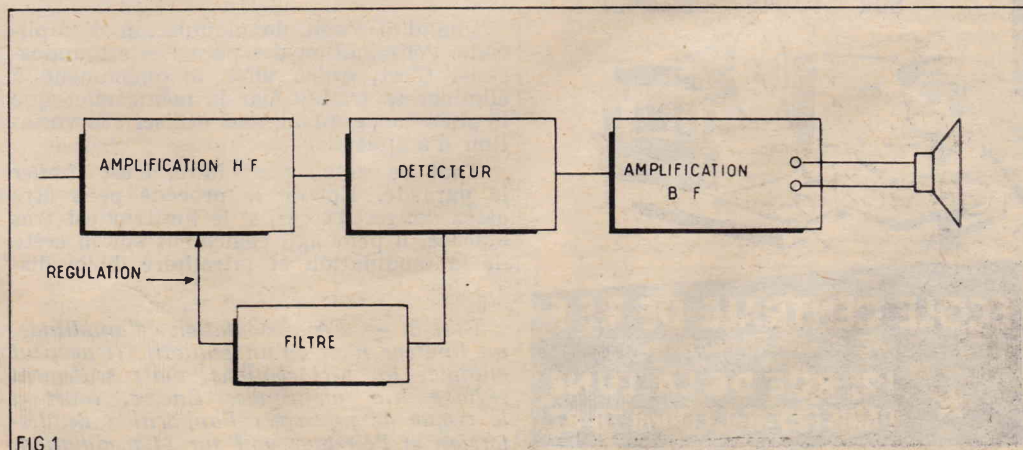 AMPLIFICATION H F
DETECTEUR
AMPLIFICATION
B F
REGULATION
FILTRE
FIG.1